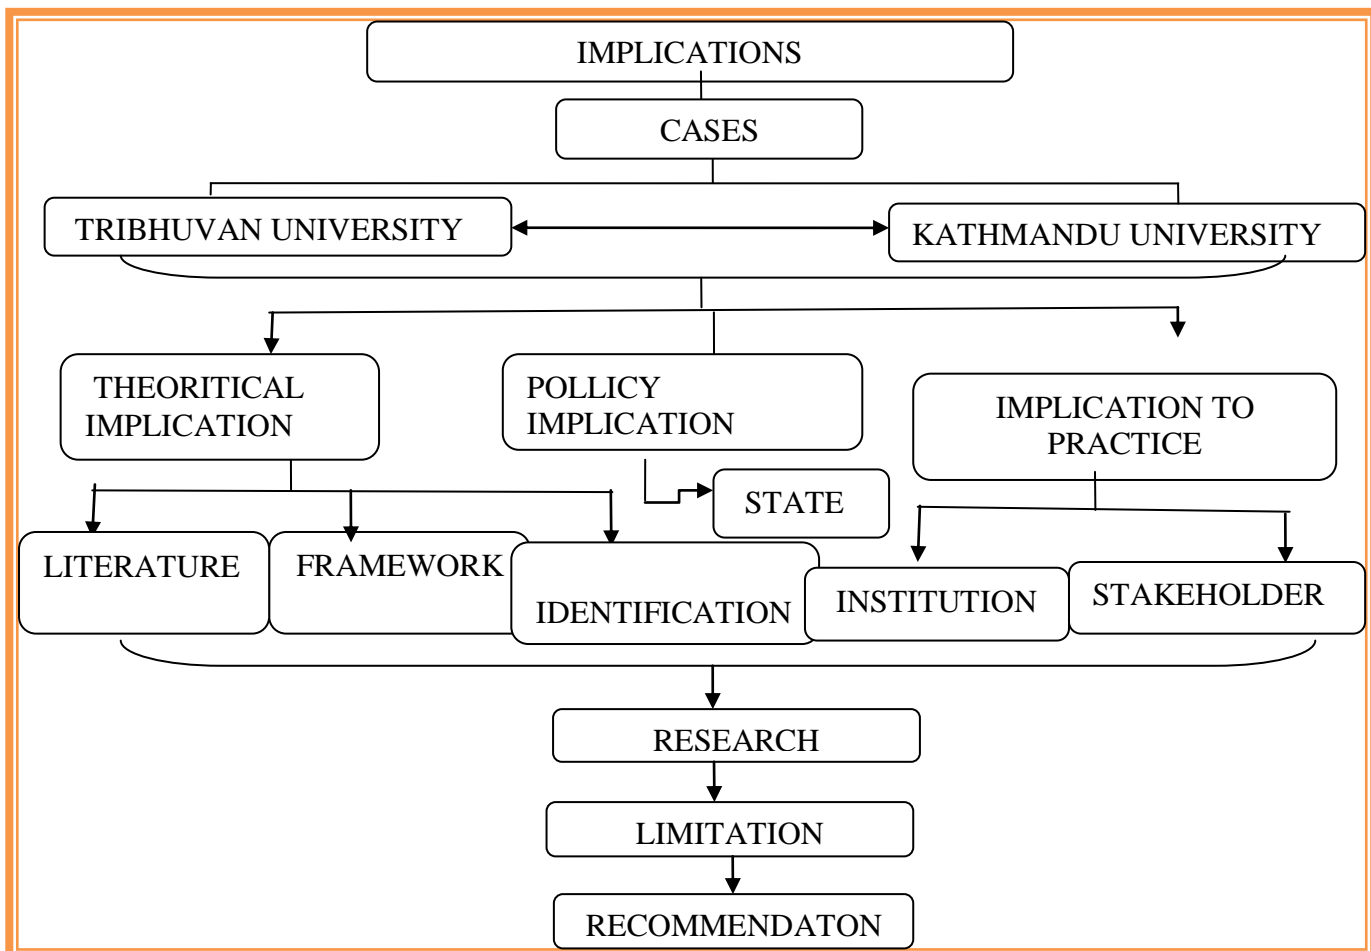 IMPLICATIONS
CASES
TRIBHUVAN UNIVERSITY
KATHMANDU UNIVERSITY
THEORITICAL
IMPLICATION
POLLICY
IMPLICATION
IMPLICATION TO
PRACTICE
STATE
LITERATURE
FRAMEWORK
IDENTIFICATION
INSTITUTION
STAKEHOLDER
RESEARCH
LIMITATION
RECOMMENDATON